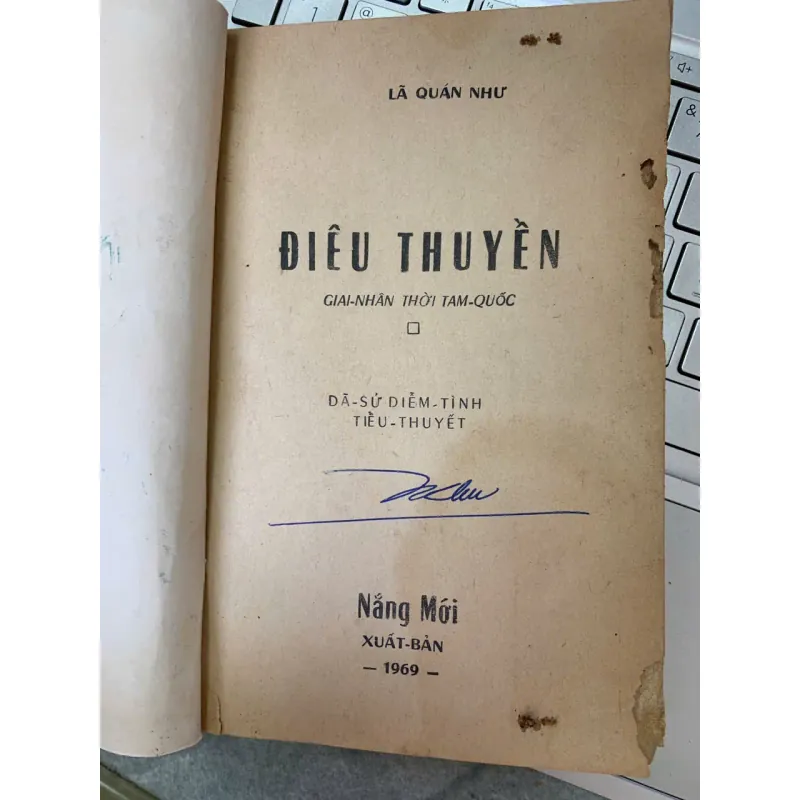 LÃ QUÁN NHƯ
ĐIÊU THUYỀN
GIAI-NHÂN THỜI TAM-QUỐC
DÃ-SỬ DIỄM-TÌNH
TIỂU-THUYẾT
Nắng Mới
XUẤT-BẢN
— 1969 —